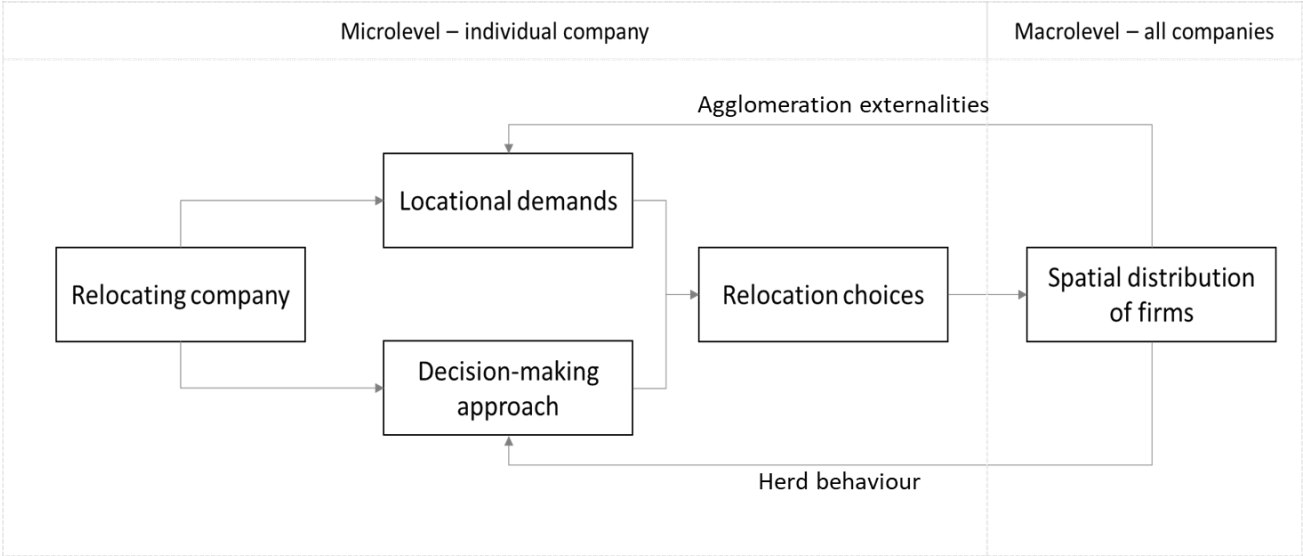 Microlevel – individual company
Macrolevel – all companies
Agglomeration externalities
Locational demands
Relocating company
Relocation choices
Spatial distribution
of firms
Decision-making
approach
Herd behaviour